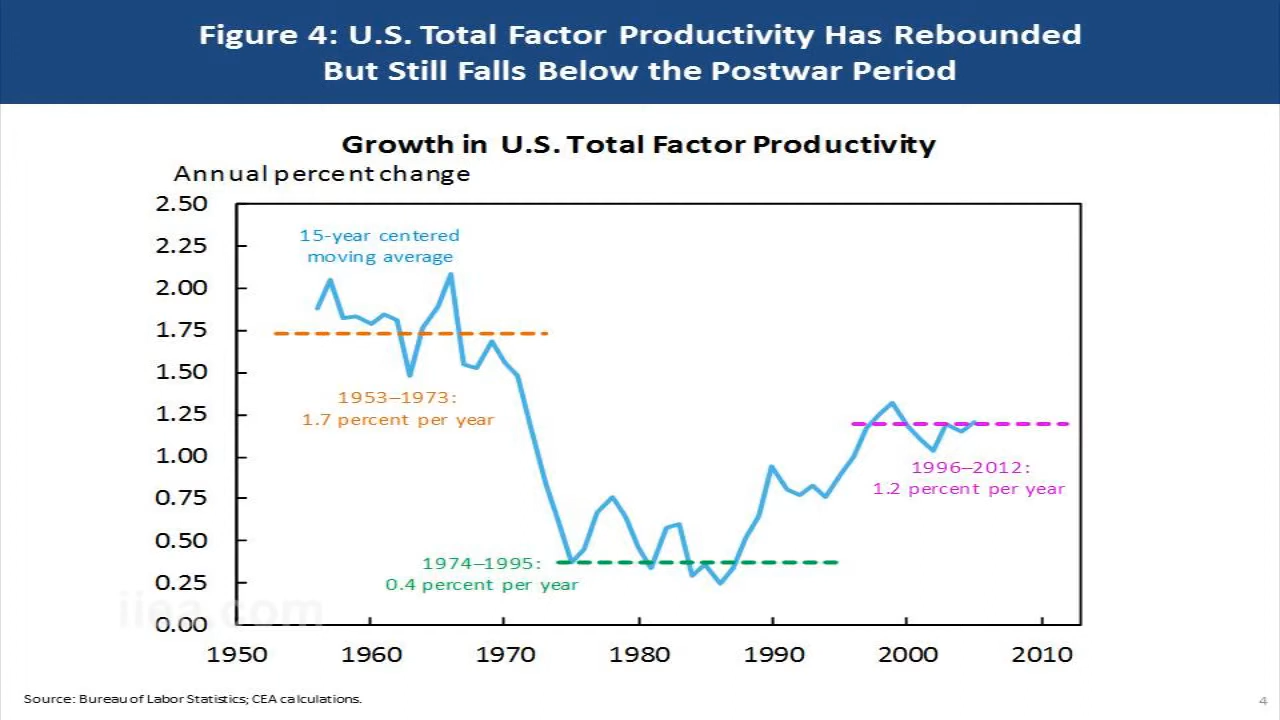 Figure 4: U.S. Total Factor Productivity Has Rebounded
But Still Falls Below the Postwar Period
Growth in U.S. Total Factor Productivity
Annual percent change
2.50
2.25
2.00
1.75
1.50
1.25
1.00
0.75
0.50
0.25
0.00
15-year centered
moving average
1953–1973:
1.7 percent per year
1974–1995:
0.4 percent per year
1996–2012:
1.2 percent per year
iiea.com
1950 1960 1970 1980 1990 2000 2010
Source: Bureau of Labor Statistics; CEA calculations.
4